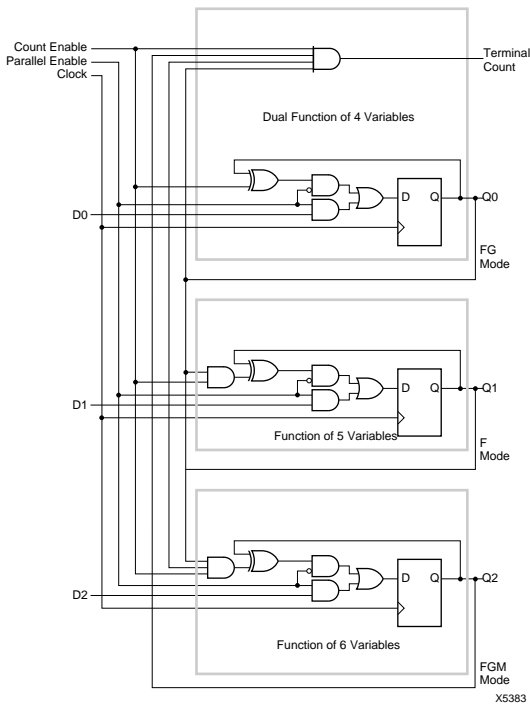 Count Enable
Parallel Enable
Clock
Terminal
Count
Dual Function of 4 Variables
D0
D Q
Q0
FG
Mode
D1
D Q
Q1
Function of 5 Variables
F
Mode
D2
D Q
Q2
Function of 6 Variables
FGM
Mode
X5383